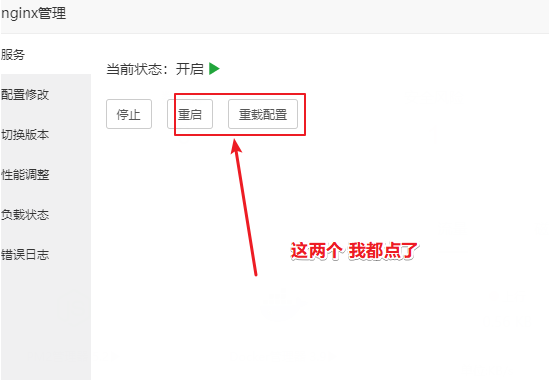 nginx管理
服务
配置修改
切换版本
性能调整
负载状态
错误日志
当前状态：开启
停止 重启 重载配置
这两个 我都点了